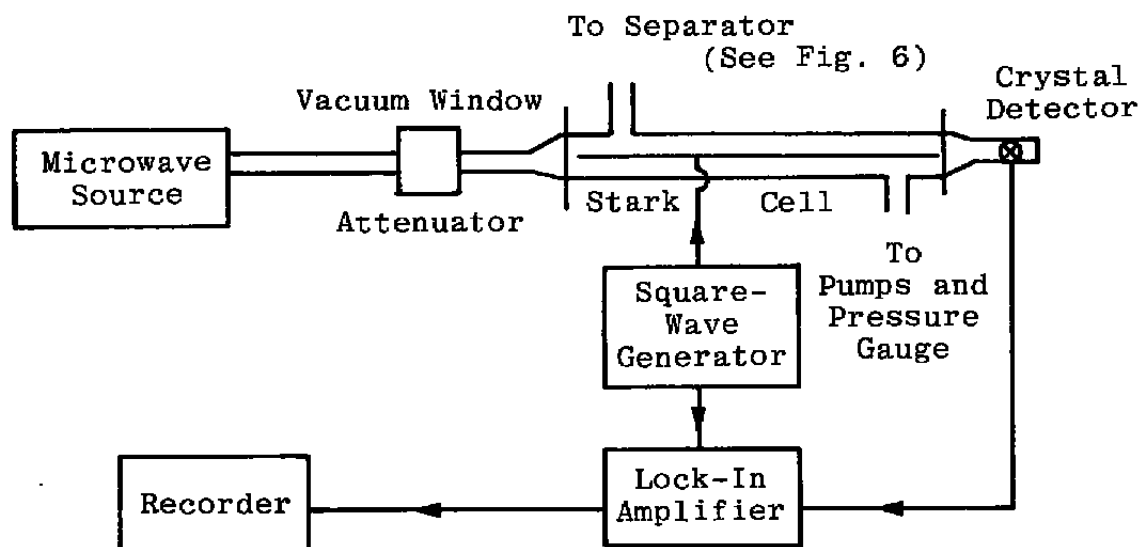 To Separator
(See Fig. 6)
Crystal
Detector
Vacuum Window
Microwave
Source
Attenuator
Stark Cell
To
Pumps and
Pressure
Gauge
Square-
Wave
Generator
Lock-In
Amplifier
Recorder